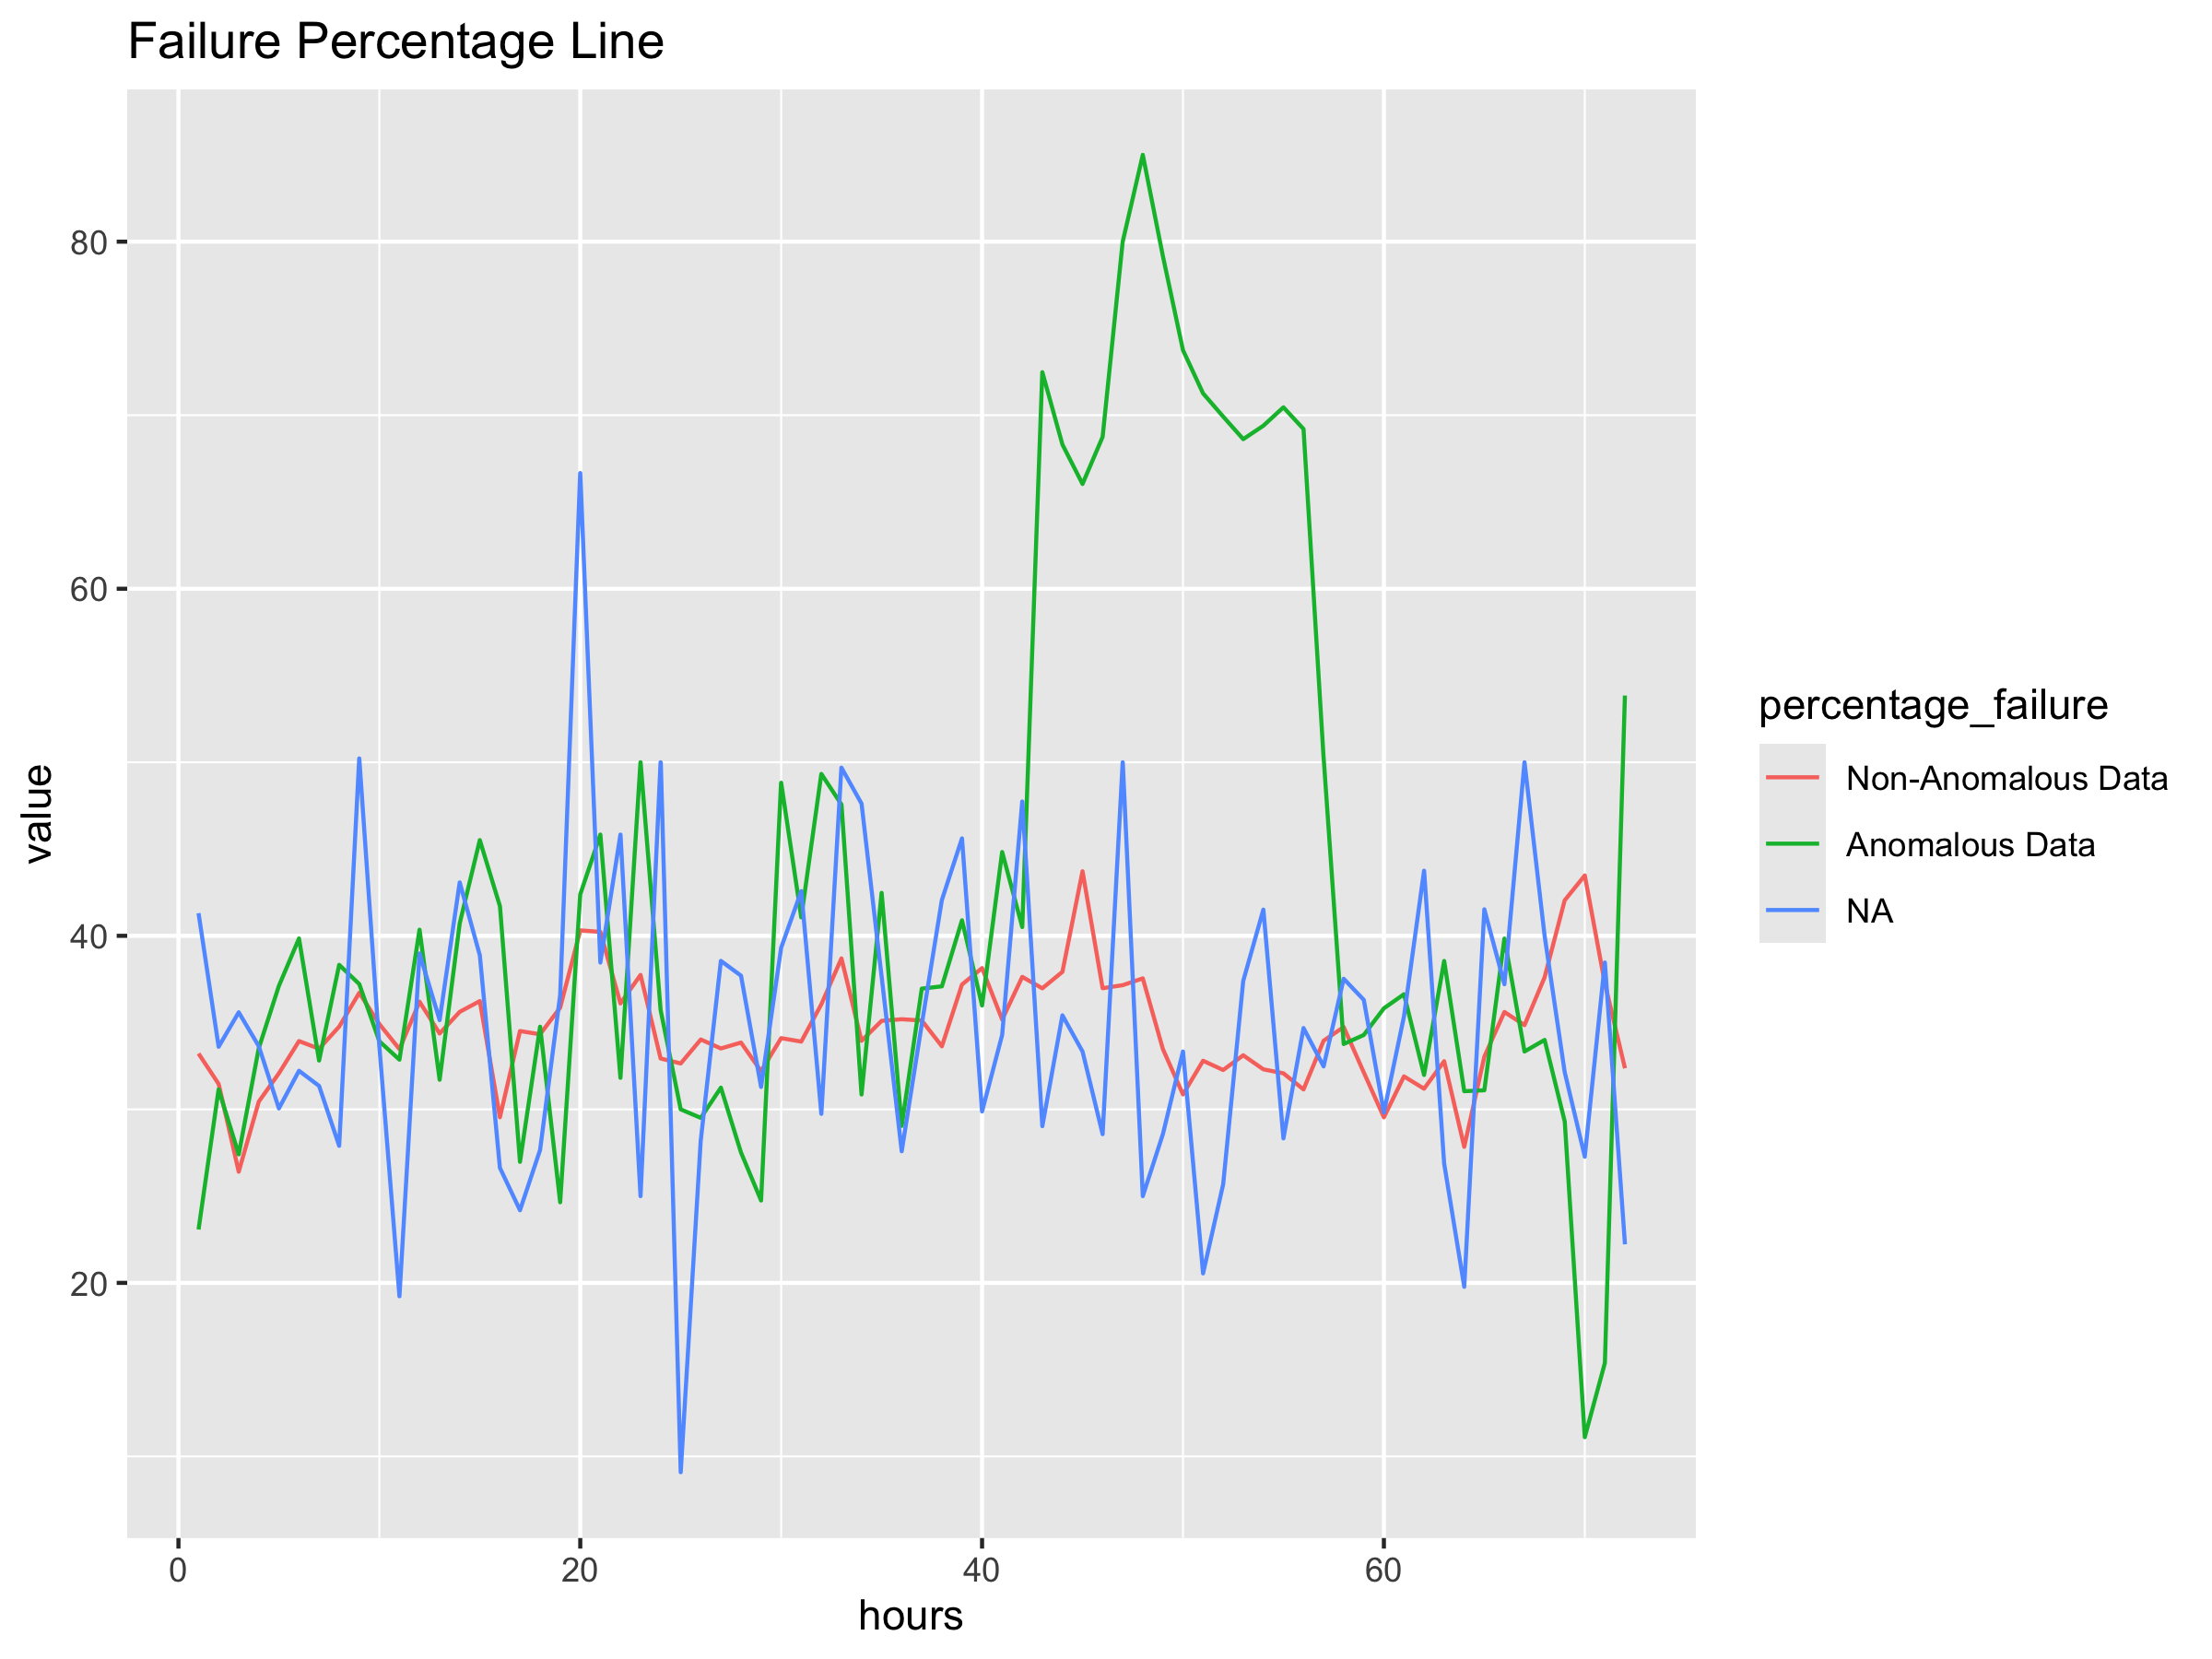 Failure Percentage Line
80
60
40
20
value
0
20
40
60
hours
percentage_failure
Non-Anomalous Data
Anomalous Data
NA